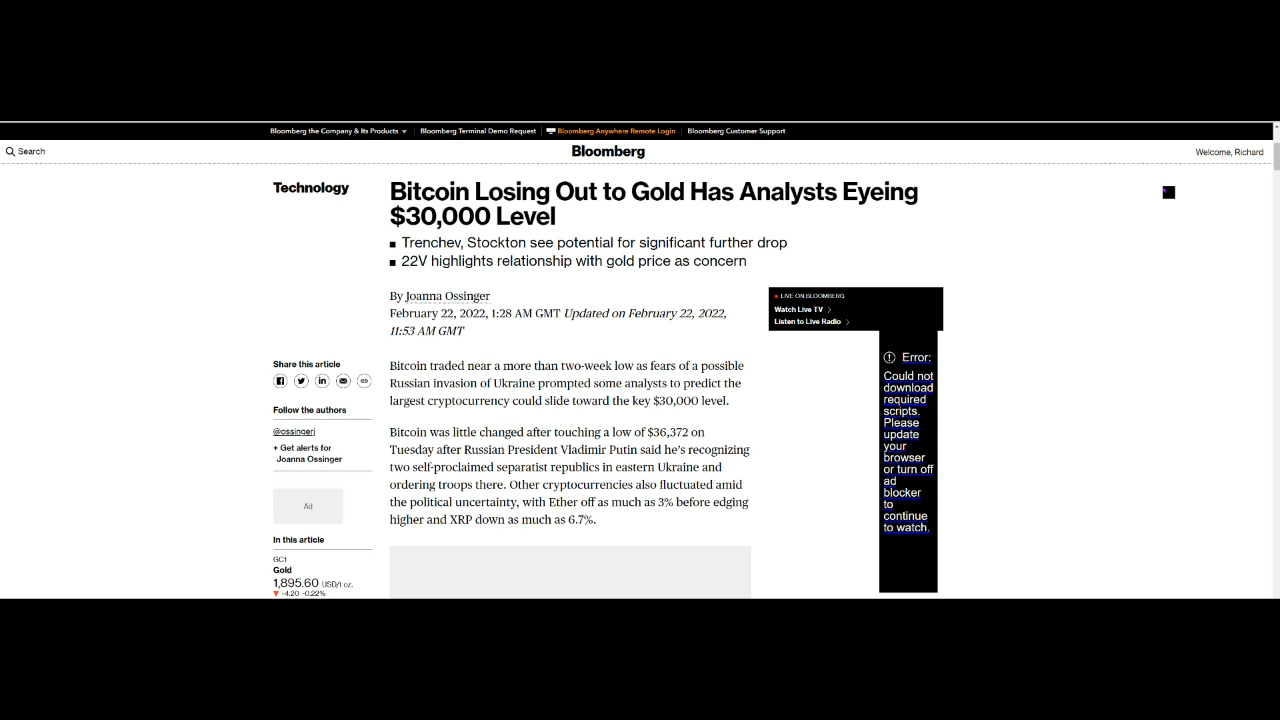 Bloomberg the Company & Its Products
Bloomberg Terminal Demo Request
Bloomberg Anywhere Remote Login
Bloomberg Customer Support
Search
Bloomberg
Welcome, Richard
Technology
Bitcoin Losing Out to Gold Has Analysts Eyeing
$30,000 Level
Trenchev, Stockton see potential for significant further drop
22V highlights relationship with gold price as concern
By Joanna Ossinger
February 22, 2022, 1:28 AM GMT Updated on February 22, 2022,
11:53 AM GMT
LIVE ON BLOOMBERG
Watch Live TV
Listen to Live Radio
Error:
Could not
download
required
scripts.
Please
update
your
browser
or turn off
ad
blocker
to
continue
to watch.
Share this article
Follow the authors
@ossingerj
+ Get alerts for
Joanna Ossinger
Ad
In this article
GC1
Gold
1,895.60 USD/t oz.
-4.20 -0.22%
Bitcoin traded near a more than two-week low as fears of a possible
Russian invasion of Ukraine prompted some analysts to predict the
largest cryptocurrency could slide toward the key $30,000 level.
Bitcoin was little changed after touching a low of $36,372 on
Tuesday after Russian President Vladimir Putin said he's recognizing
two self-proclaimed separatist republics in eastern Ukraine and
ordering troops there. Other cryptocurrencies also fluctuated amid
the political uncertainty, with Ether off as much as 3% before edging
higher and XRP down as much as 6.7%.